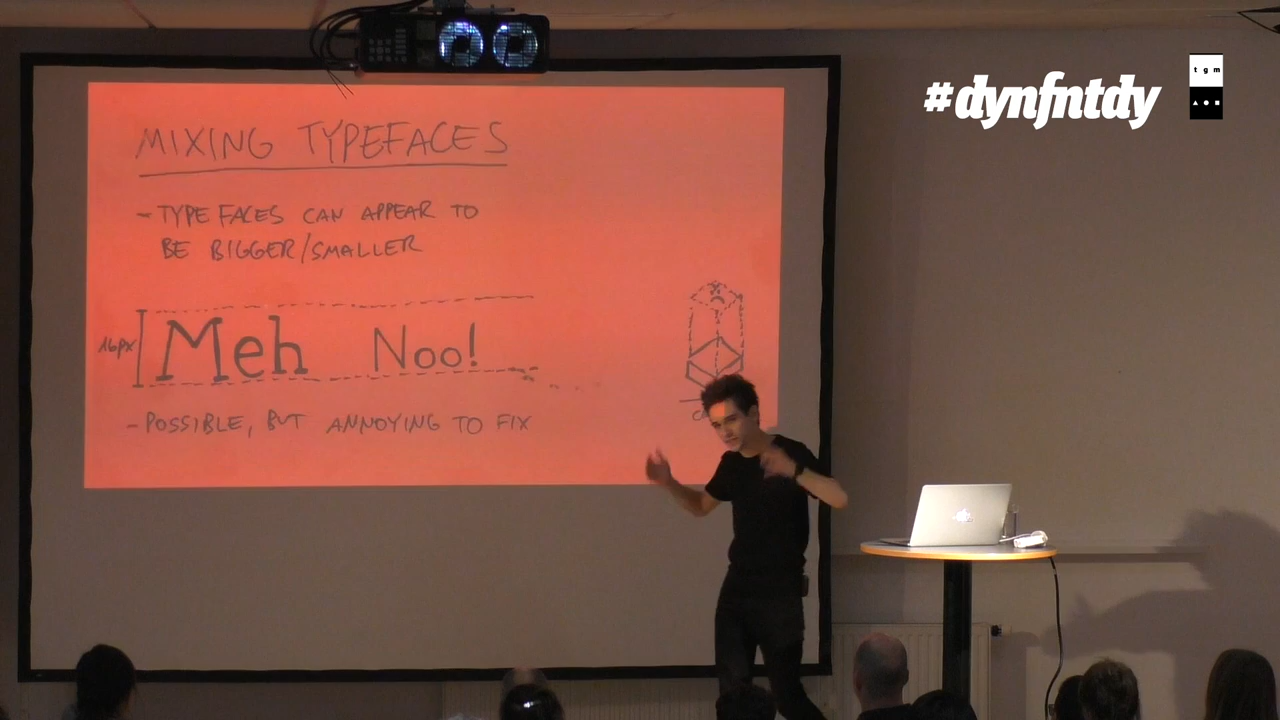 #dynfntdy
t g m
MIXING TYPEFACES
- TYPE FACES CAN APPEAR TO
BE BIGGER/SMALLER
16px
Meh Noo!
- POSSIBLE, BUT ANNOYING TO FIX